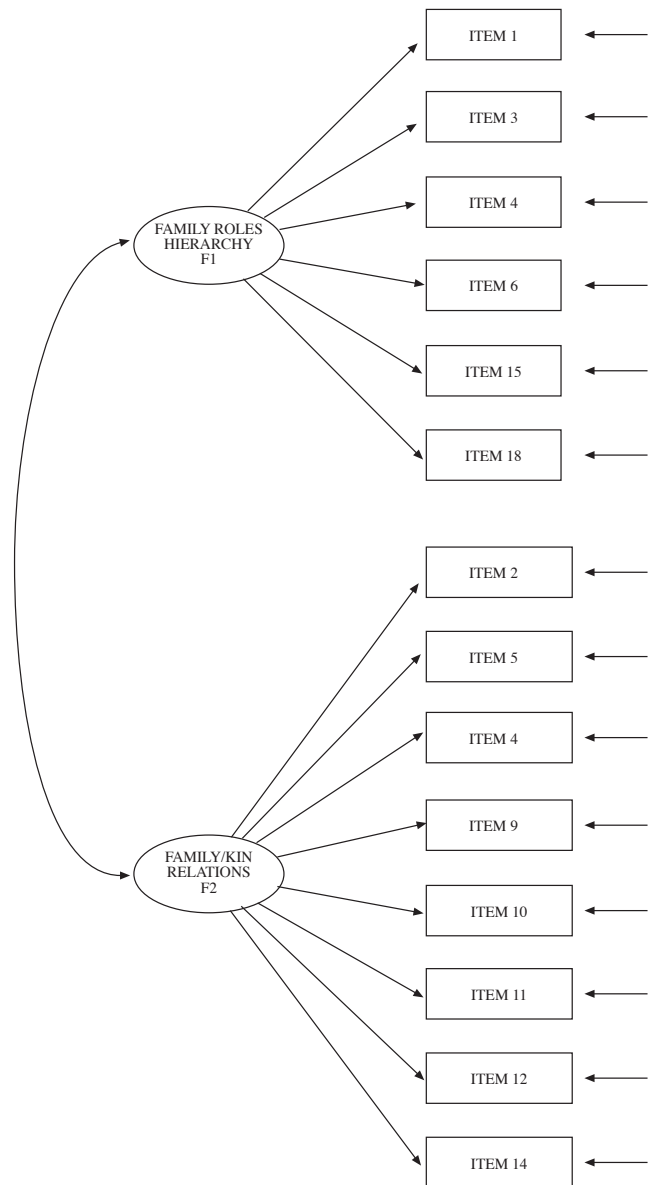 ITEM 1
ITEM 3
ITEM 4
FAMILY ROLES
HIERARCHY
F1
ITEM 6
ITEM 15
ITEM 18
ITEM 2
ITEM 5
ITEM 4
ITEM 9
FAMILY/KIN
RELATIONS
F2
ITEM 10
ITEM 11
ITEM 12
ITEM 14